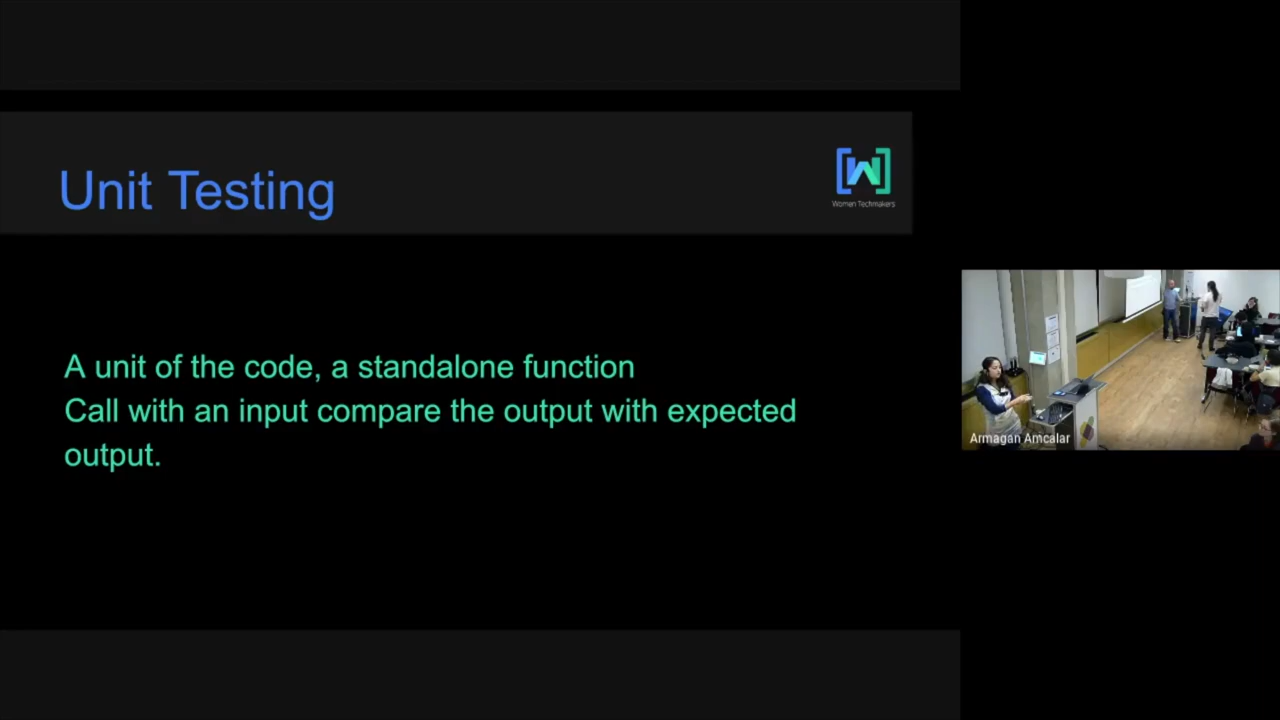 Unit Testing
Women Techmakers
A unit of the code, a standalone function
Call with an input compare the output with expected
output.
Armagan Amcalar